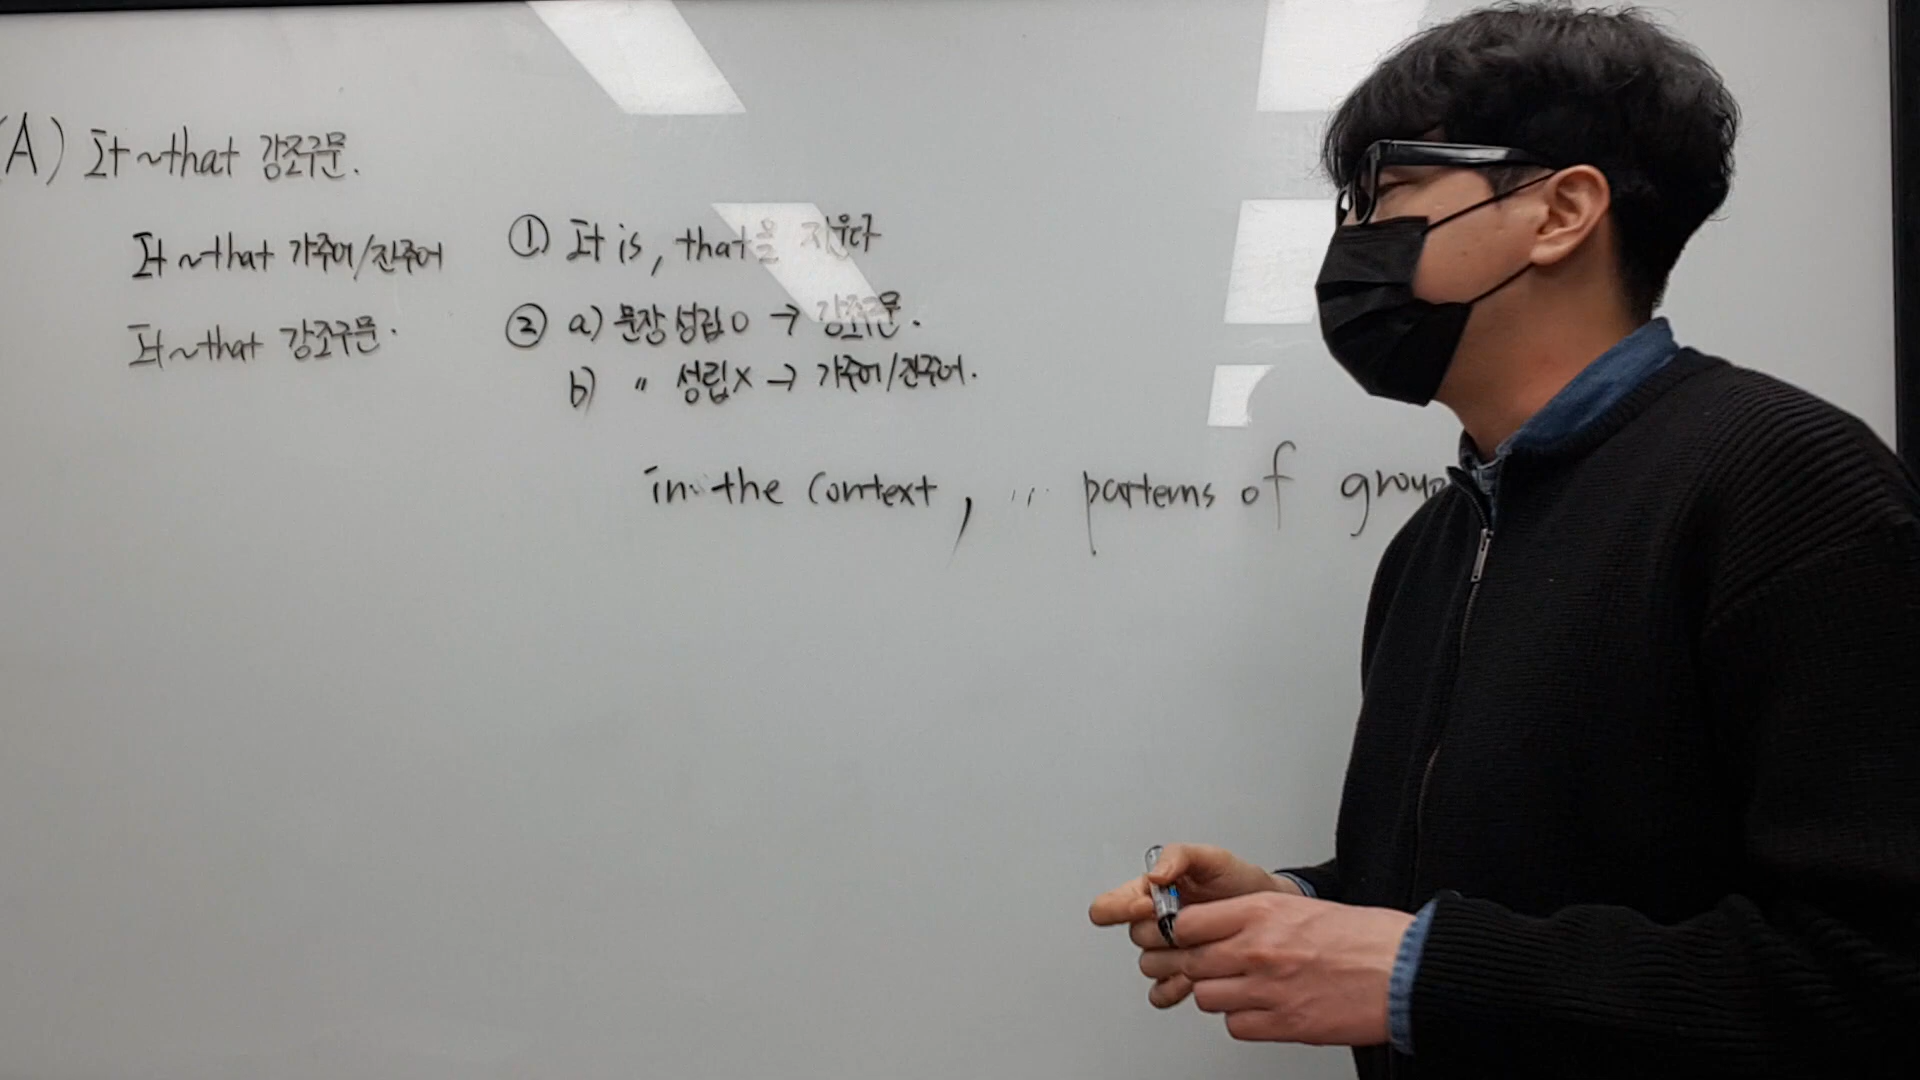 (A) It ~ that 강조구문.
It ~ that 가주어/진주어
It ~ that 강조구문.
① It is, that을 지운다
② a) 문장 성립 O → 강조구문.
b) 〃 성립 X → 가주어/진주어.
in the context, ... patterns of group